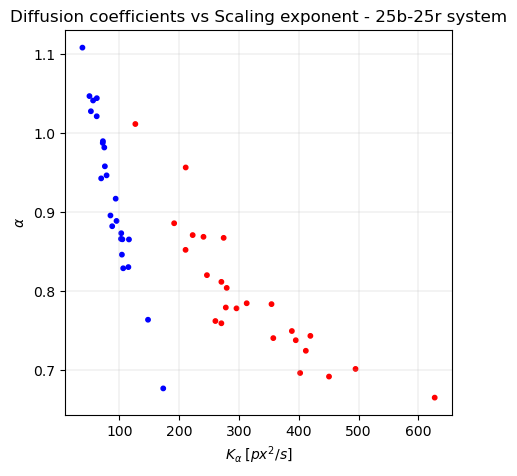 Diffusion coefficients vs Scaling exponent - 25b-25r system
1.1
1.0
0.9
0.8
0.7
α
100 200 300 400 500 600
K_α [px²/s]